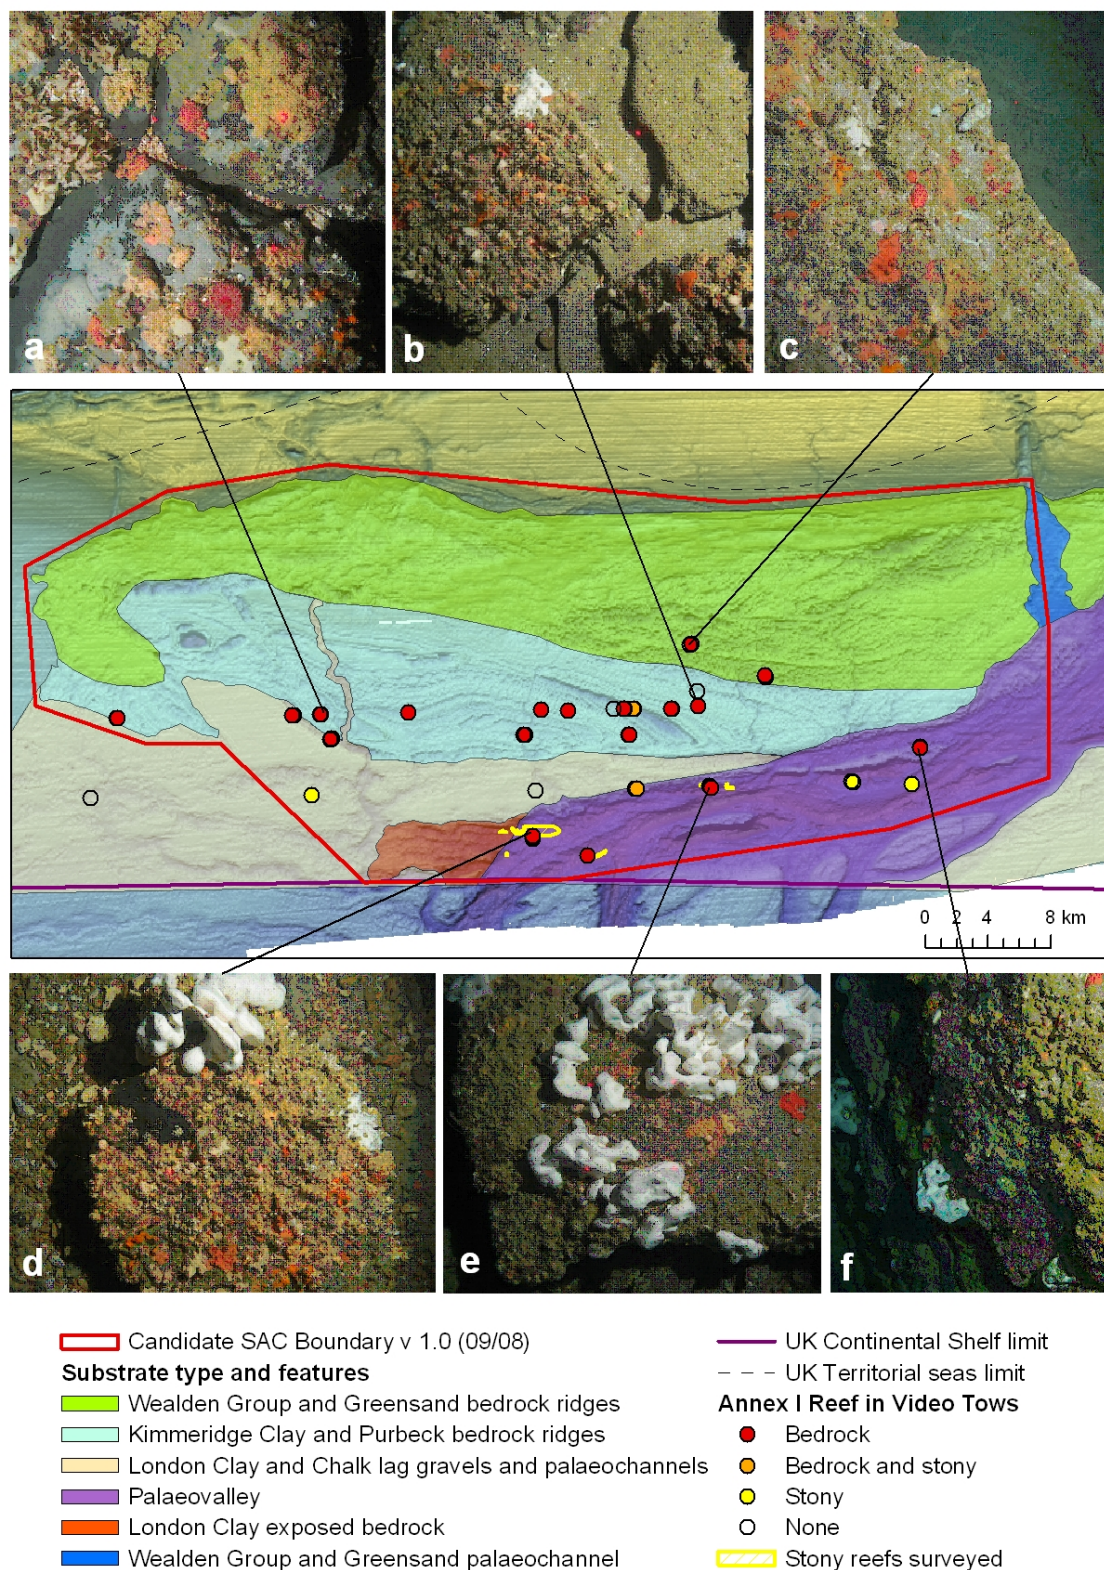 a
b
c
0 2 4 8 km
d
e
f
Candidate SAC Boundary v 1.0 (09/08)
Substrate type and features
Wealden Group and Greensand bedrock ridges
Kimmeridge Clay and Purbeck bedrock ridges
London Clay and Chalk lag gravels and palaeochannels
Palaeovalley
London Clay exposed bedrock
Wealden Group and Greensand palaeochannel
UK Continental Shelf limit
UK Territorial seas limit
Annex I Reef in Video Tows
Bedrock
Bedrock and stony
Stony
None
Stony reefs surveyed